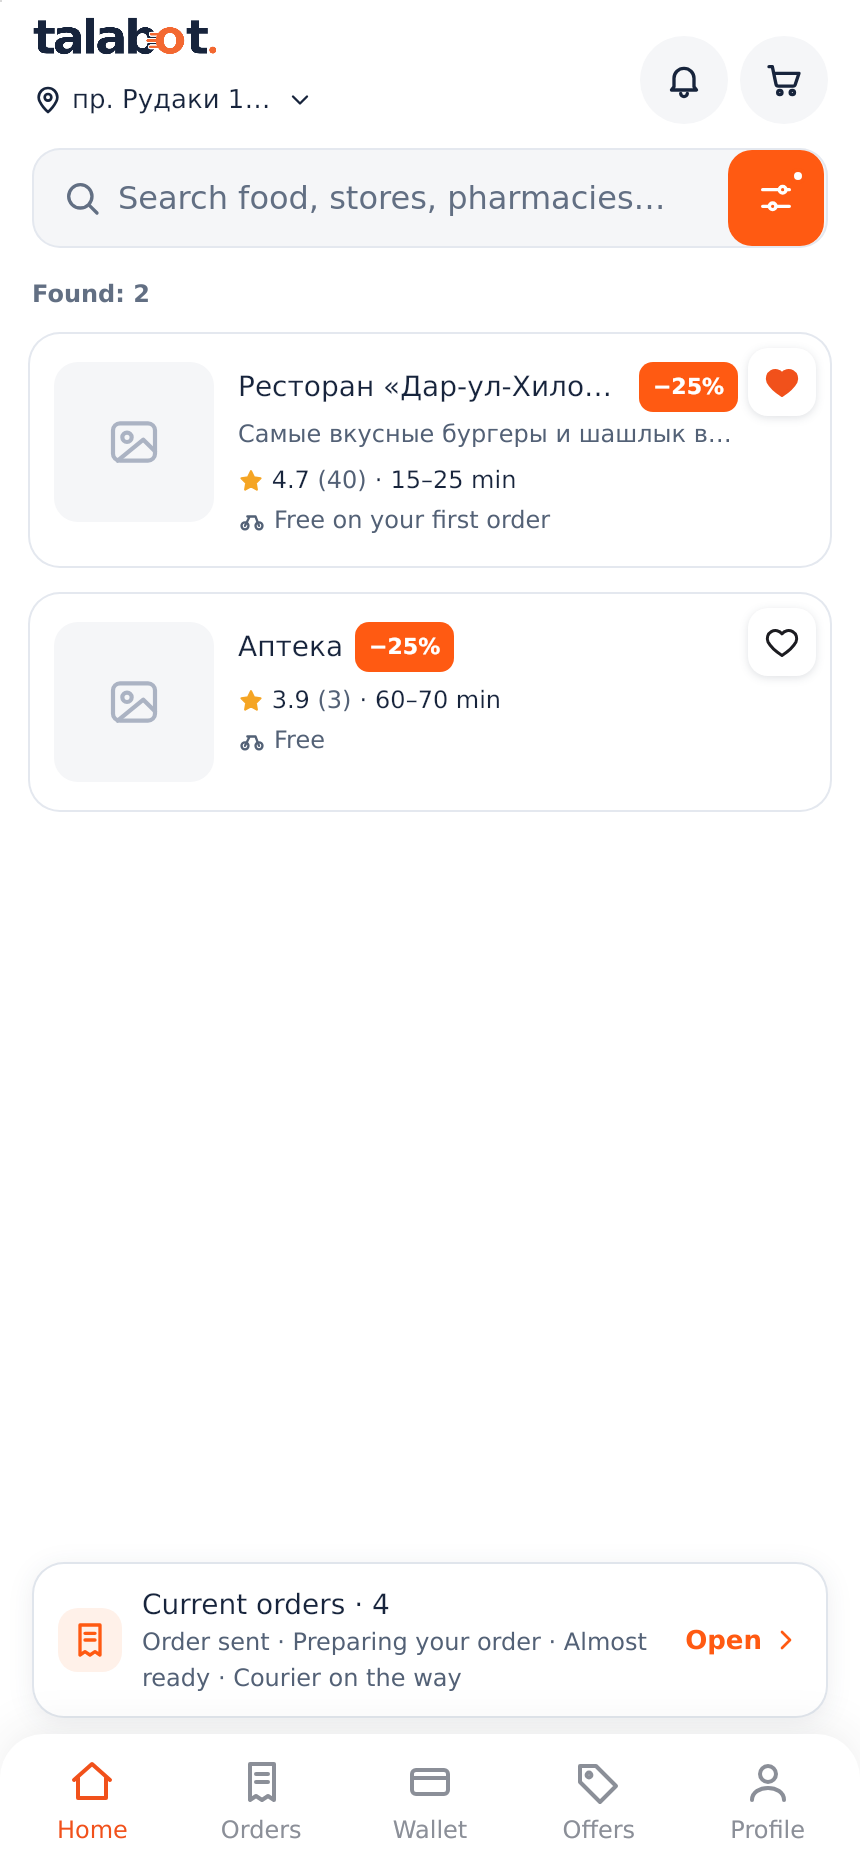 talabot.
пр. Рудаки 1...
Search food, stores, pharmacies...
Found: 2
Ресторан «Дар-ул-Хило... −25%
Самые вкусные бургеры и шашлык в...
4.7 (40) · 15–25 min
Free on your first order
Аптека −25%
3.9 (3) · 60–70 min
Free
Current orders · 4
Order sent · Preparing your order · Almost
ready · Courier on the way
Open
Home Orders Wallet Offers Profile